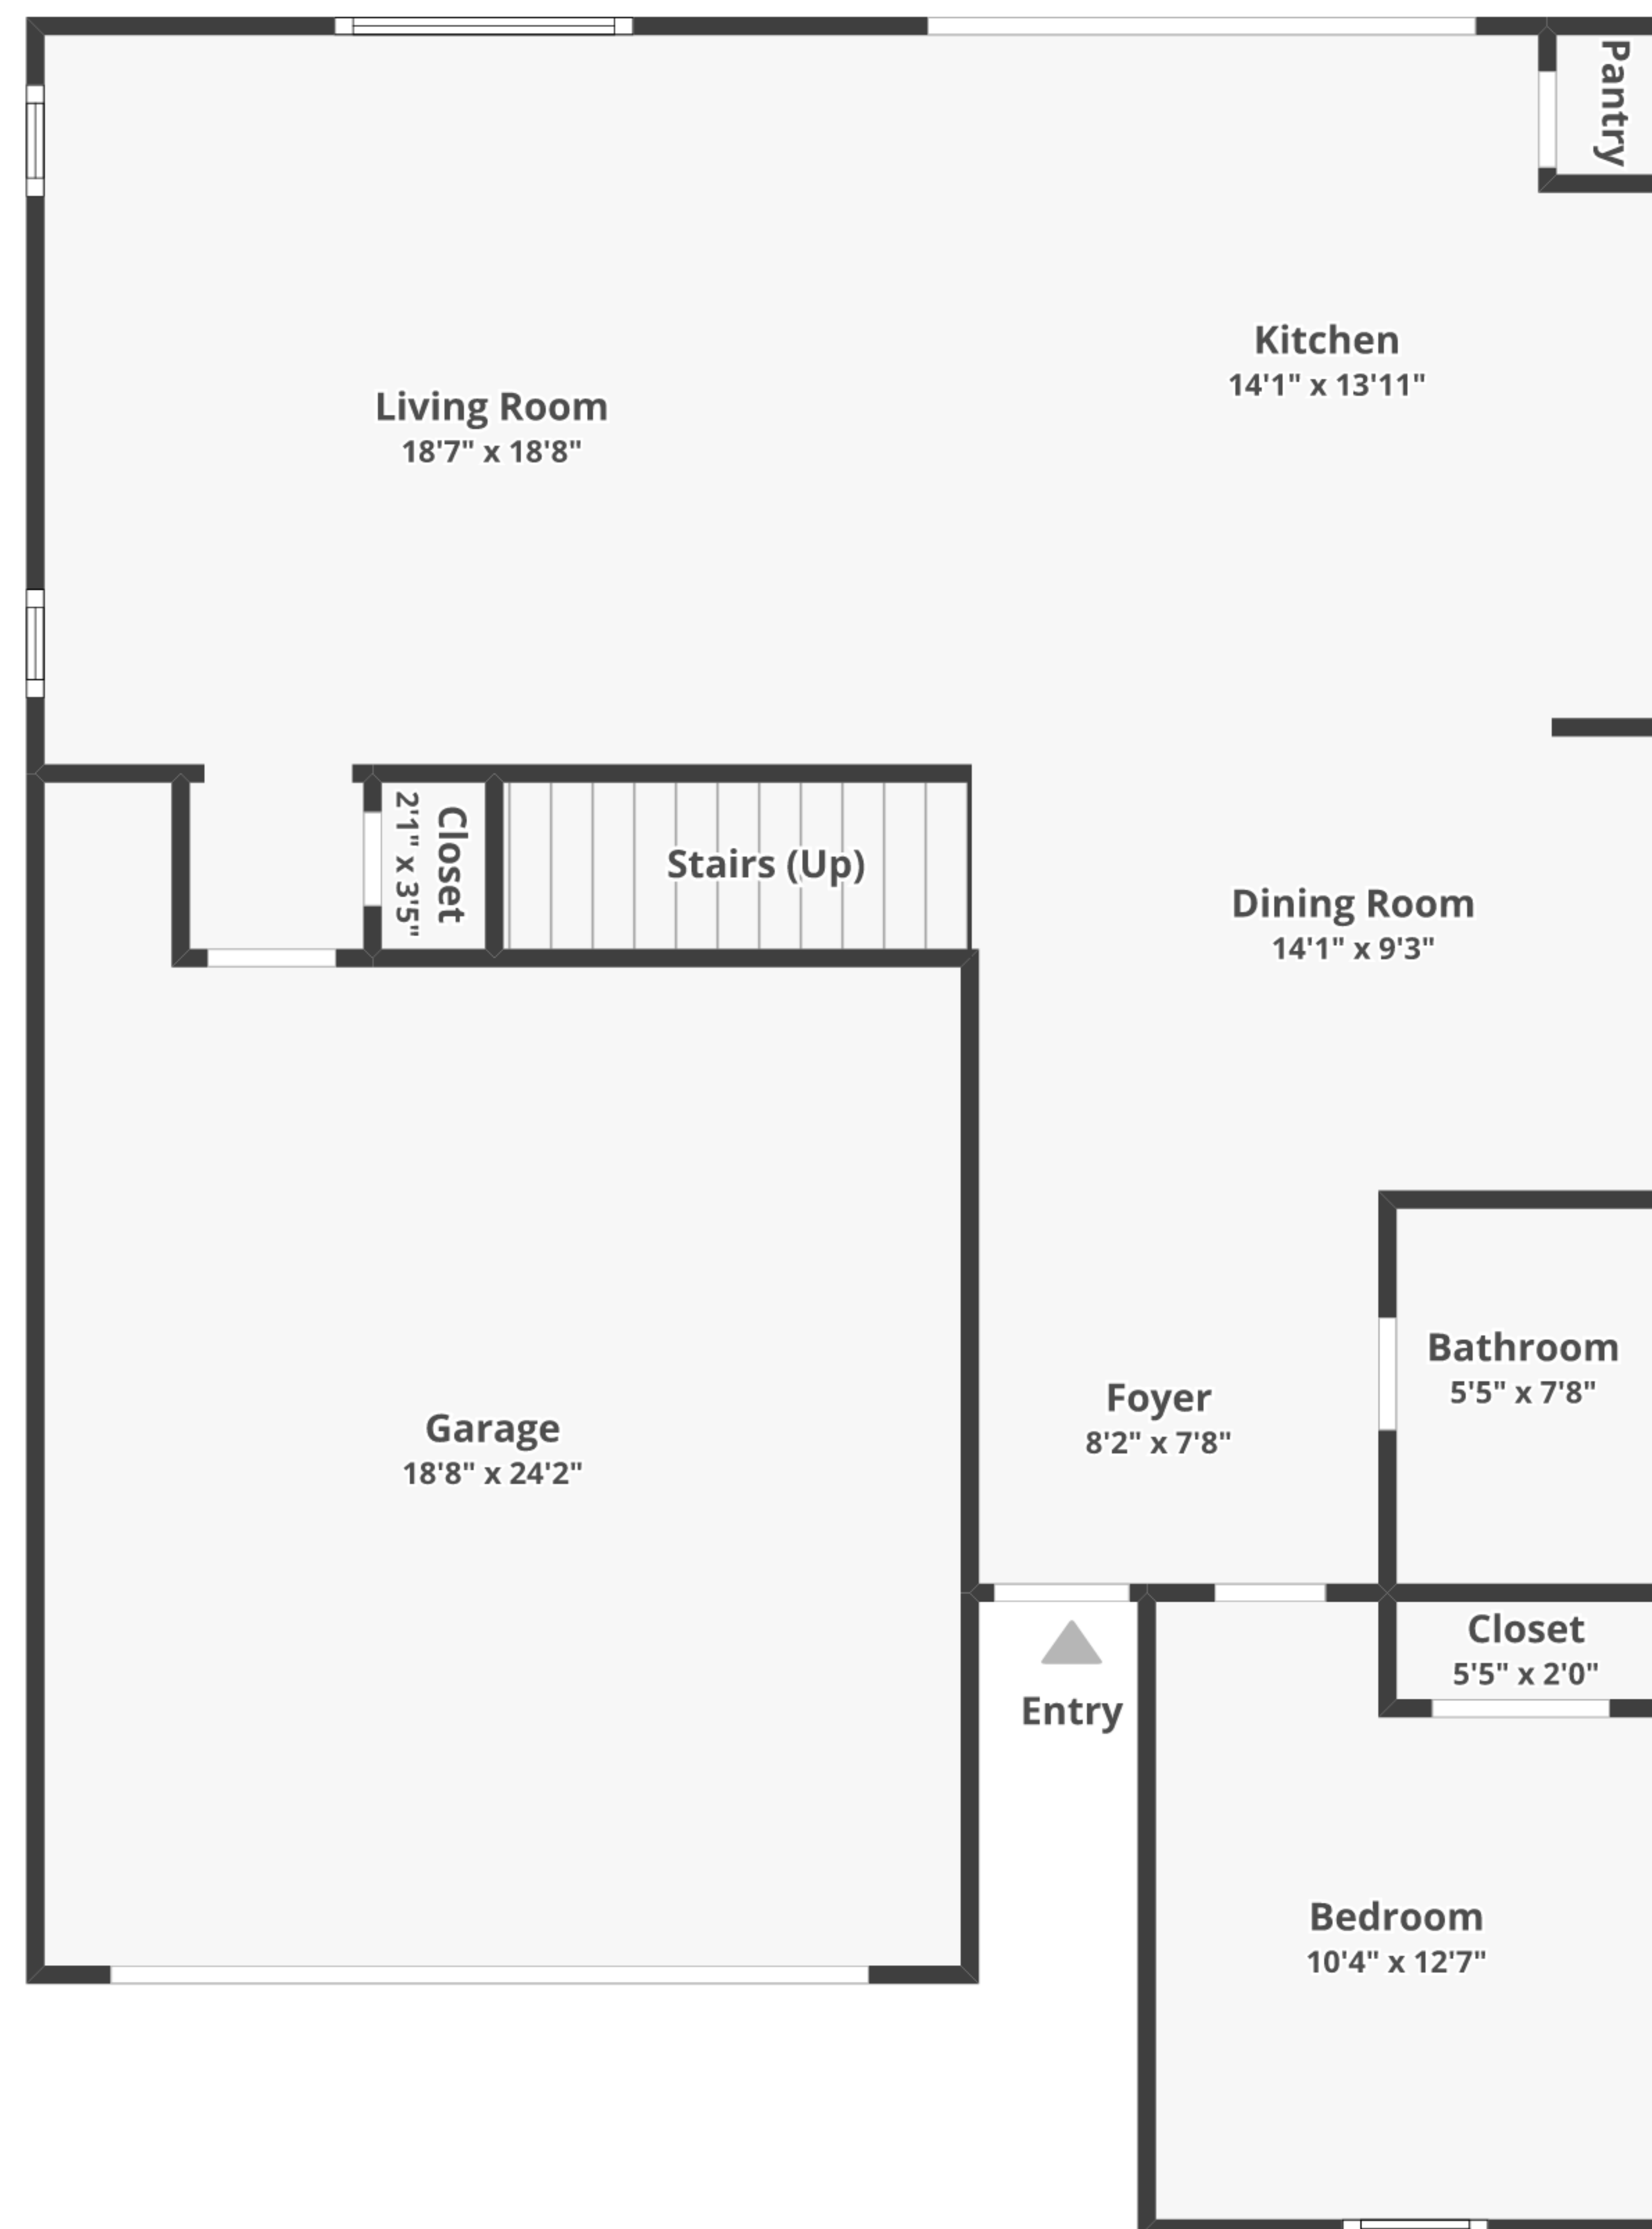 Pantry
Kitchen
14'1" x 13'11"
Living Room
18'7" x 18'8"
Closet
2'1" x 3'5"
Stairs (Up)
Dining Room
14'1" x 9'3"
Bathroom
5'5" x 7'8"
Foyer
8'2" x 7'8"
Garage
18'8" x 24'2"
Closet
5'5" x 2'0"
Entry
Bedroom
10'4" x 12'7"